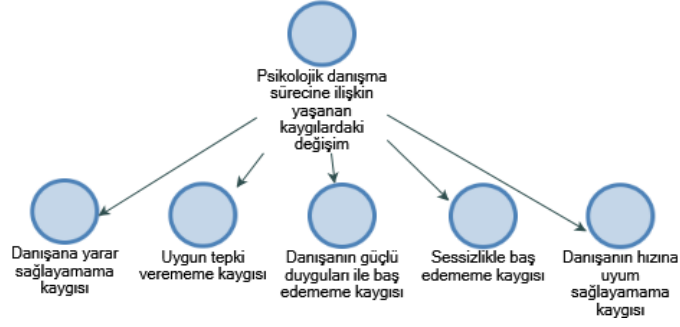 Psikolojik danışma
sürecine ilişkin
yaşanan
kaygılardaki
değişim
Danışana yarar
sağlayamama
kaygısı
Uygun tepki
verememe kaygısı
Danışanın güçlü
duyguları ile baş
edememe kaygısı
Sessizlikle baş
edememe kaygısı
Danışanın hızına
uyum
sağlayamama
kaygısı